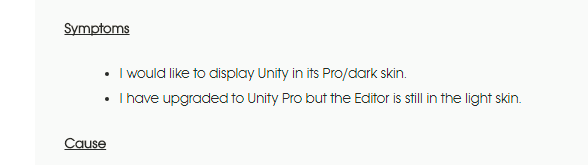 Symptoms
• I would like to display Unity in its Pro/dark skin.
• I have upgraded to Unity Pro but the Editor is still in the light skin.
Cause